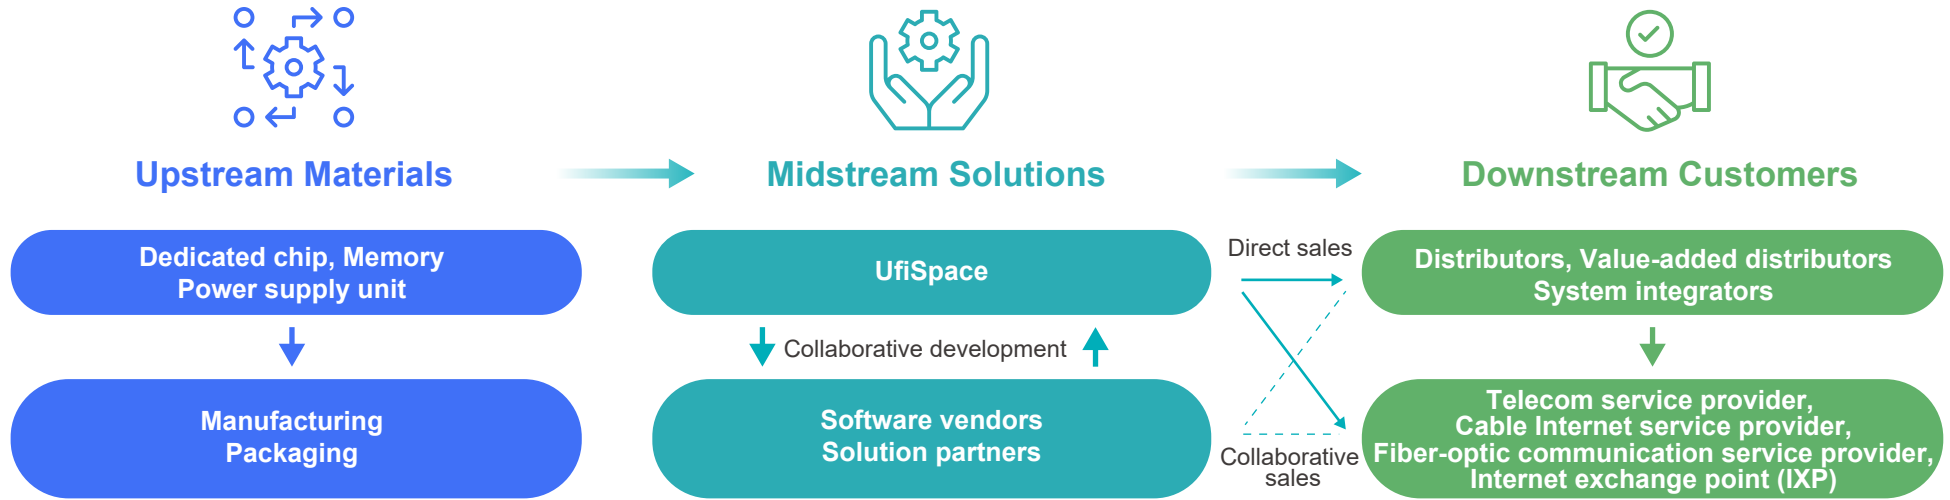 Upstream Materials
Midstream Solutions
Downstream Customers
Dedicated chip, Memory
Power supply unit
Manufacturing
Packaging
UfiSpace
Collaborative development
Software vendors
Solution partners
Direct sales
Collaborative
sales
Distributors, Value-added distributors
System integrators
Telecom service provider,
Cable Internet service provider,
Fiber-optic communication service provider,
Internet exchange point (IXP)